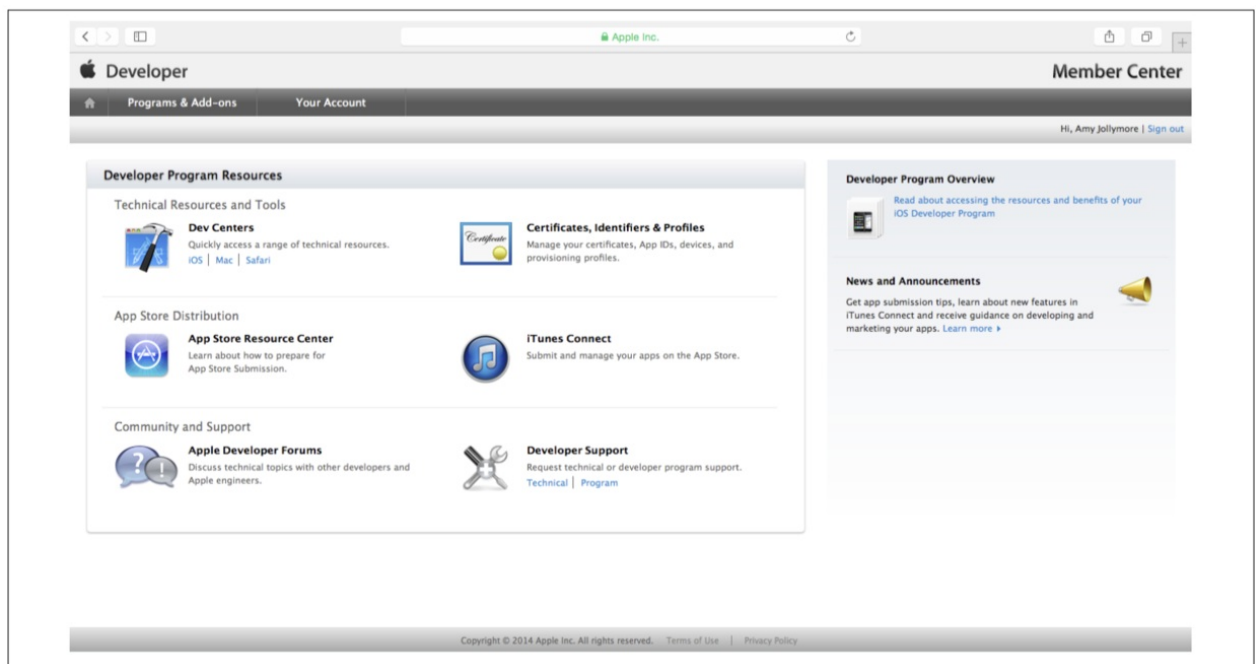 Apple Inc.
Developer
Member Center
Programs & Add-ons
Your Account
Hi, Amy Jollymore | Sign out
Developer Program Resources
Technical Resources and Tools
Dev Centers
Quickly access a range of technical resources.
iOS | Mac | Safari
Certificate
Certificates, Identifiers & Profiles
Manage your certificates, App IDs, devices, and
provisioning profiles.
App Store Distribution
App Store Resource Center
Learn about how to prepare for
App Store Submission.
iTunes Connect
Submit and manage your apps on the App Store.
Community and Support
Apple Developer Forums
Discuss technical topics with other developers and
Apple engineers.
Developer Support
Request technical or developer program support.
Technical | Program
Developer Program Overview
Read about accessing the resources and benefits of your
iOS Developer Program
News and Announcements
Get app submission tips, learn about new features in
iTunes Connect and receive guidance on developing and
marketing your apps. Learn more
Copyright © 2014 Apple Inc. All rights reserved. Terms of Use | Privacy Policy